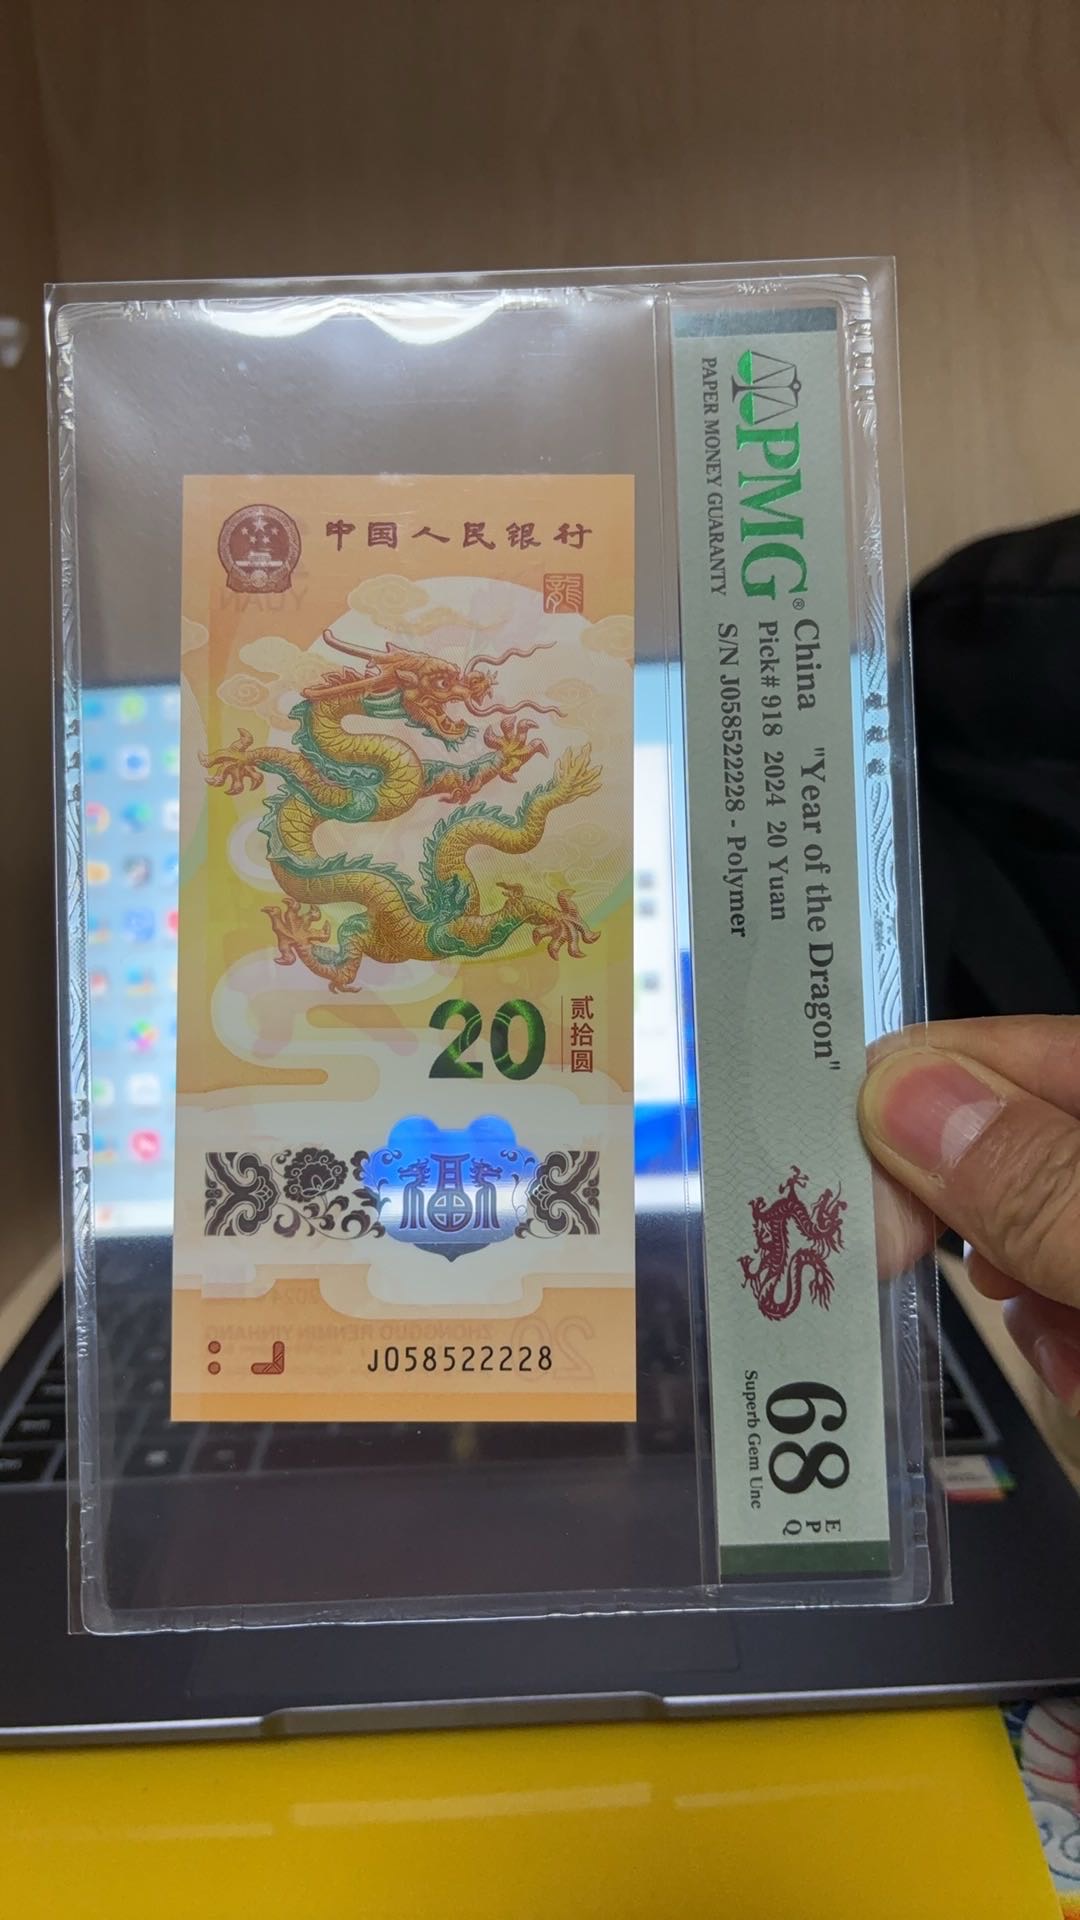 中国人民银行
龍
20
贰拾圆
福
J058522228
PMG®
PAPER MONEY GUARANTY
China "Year of the Dragon"
Pick# 918 2024 20 Yuan
S/N J058522228 - Polymer
68
EPQ
Superb Gem Unc